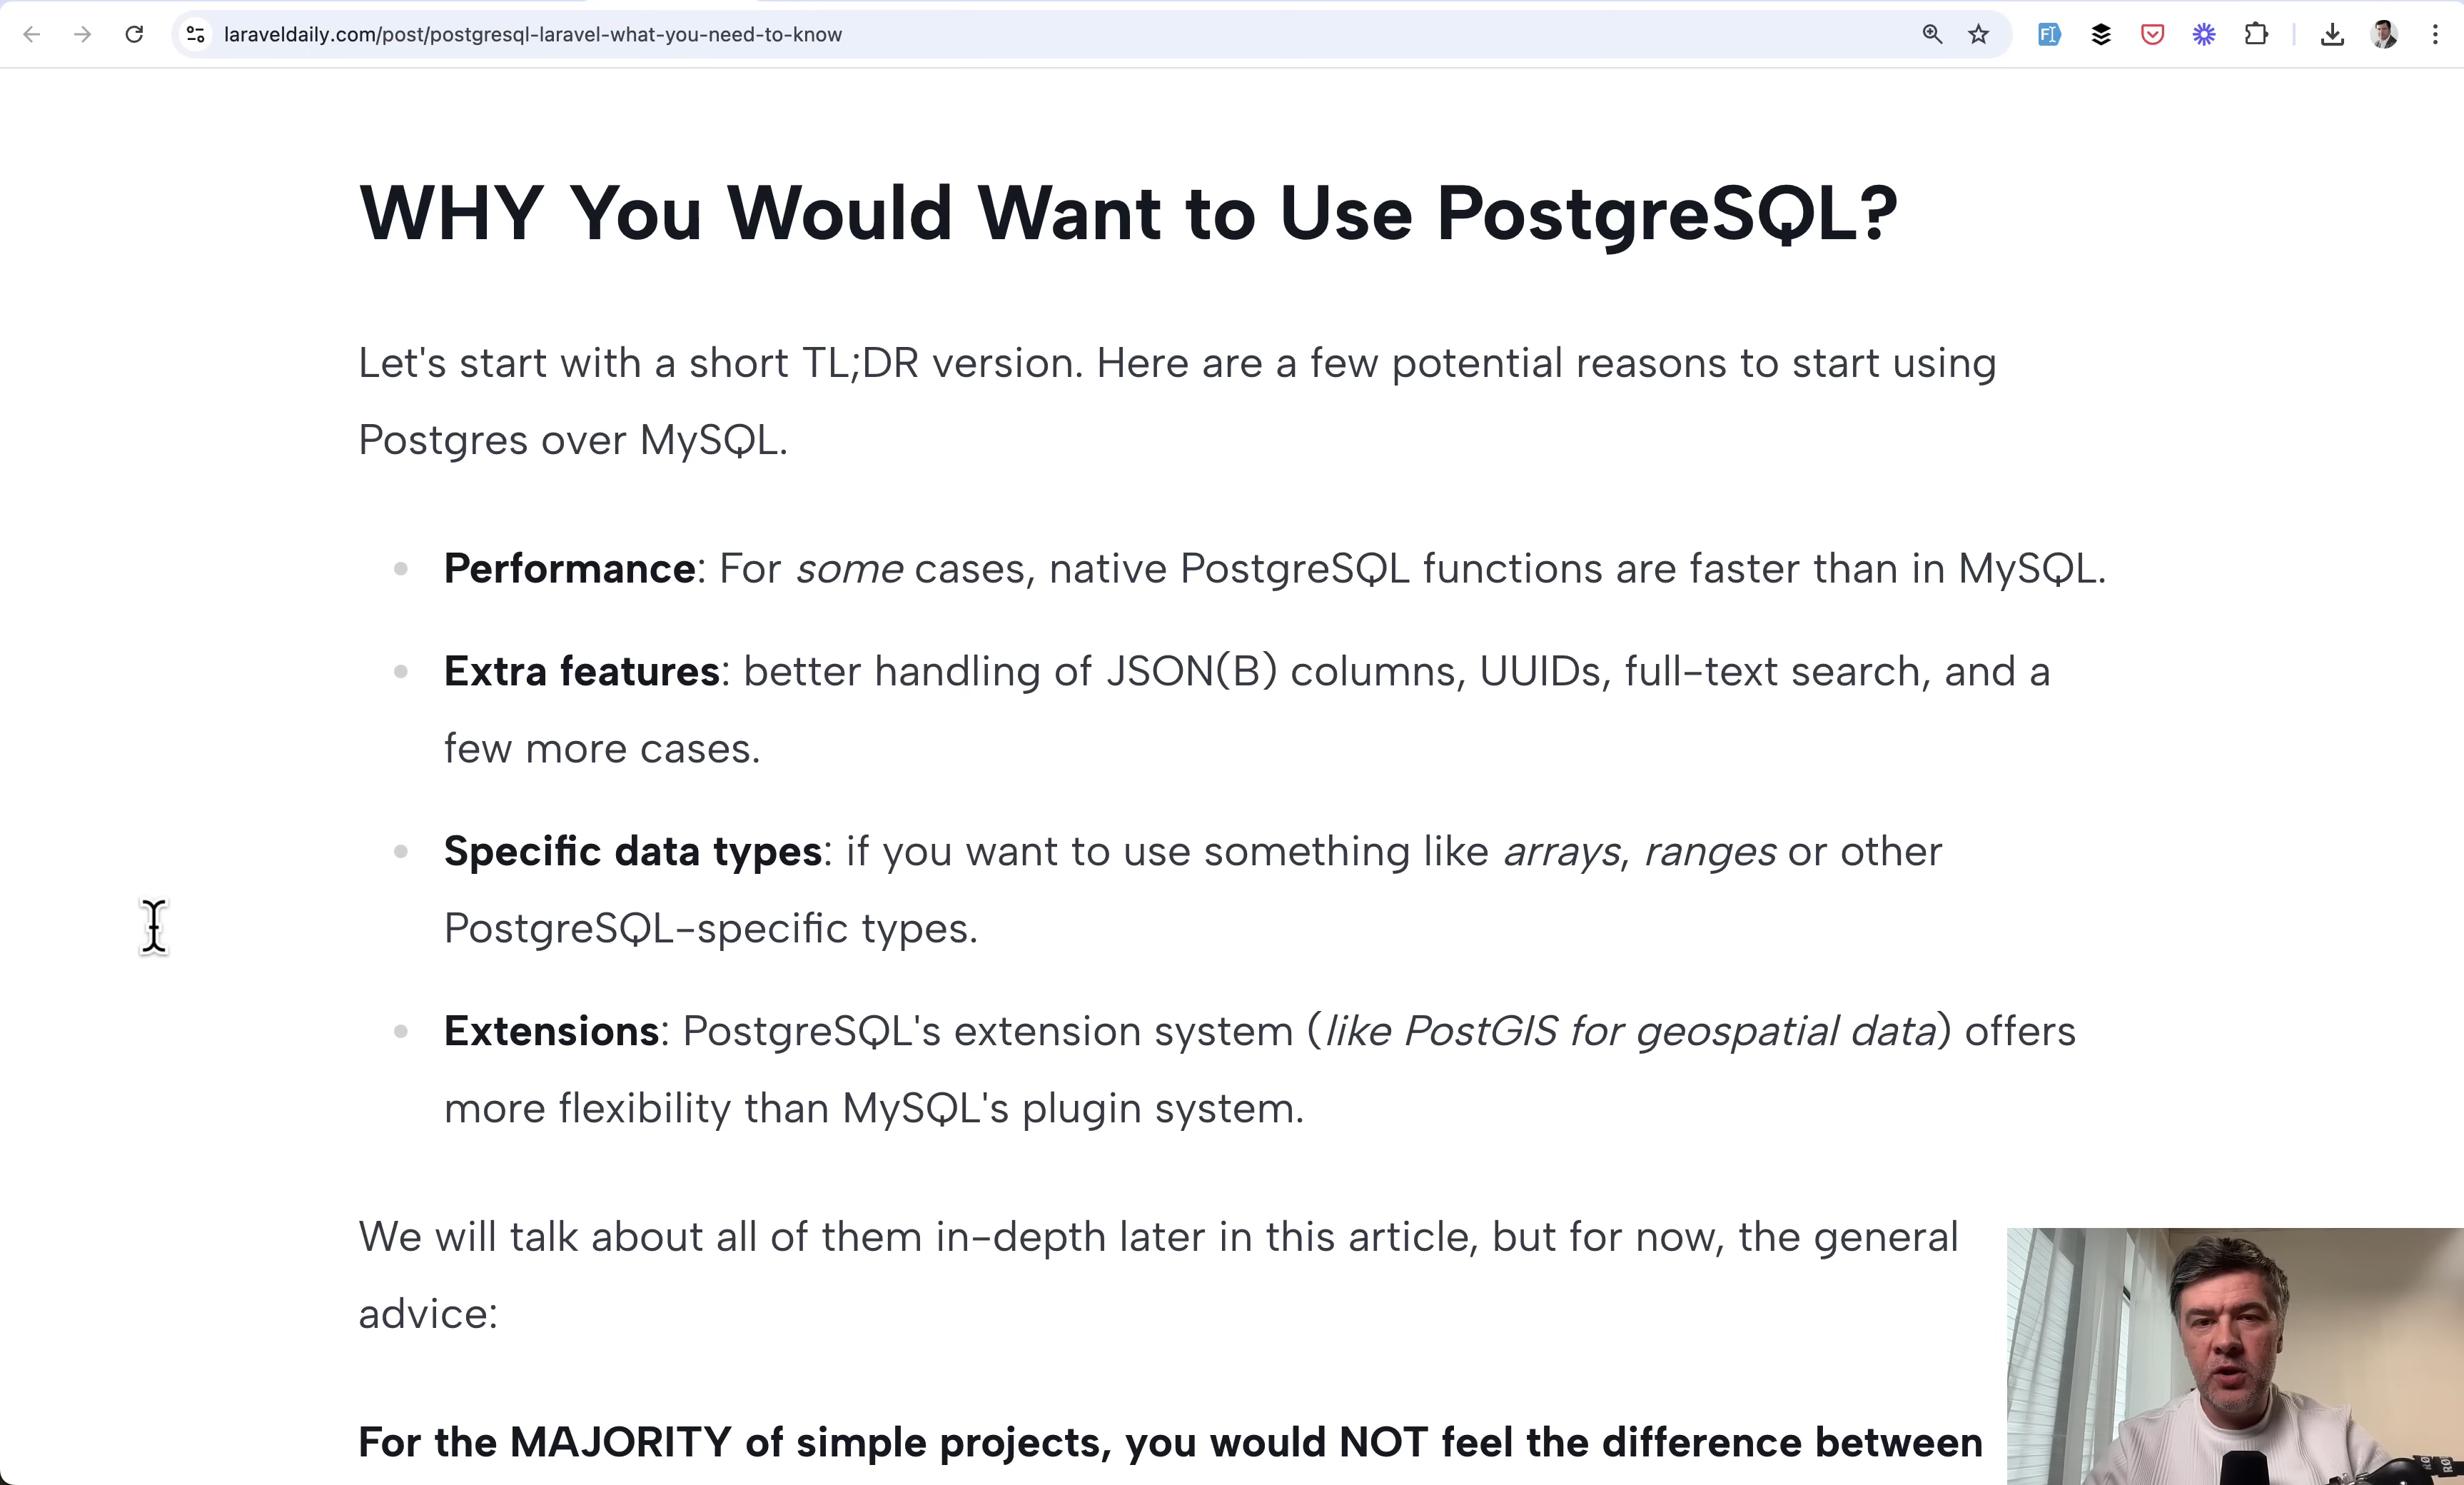 laraveldaily.com/post/postgresql-laravel-what-you-need-to-know
WHY You Would Want to Use PostgreSQL?
Let's start with a short TL;DR version. Here are a few potential reasons to start using
Postgres over MySQL.
Performance: For some cases, native PostgreSQL functions are faster than in MySQL.
Extra features: better handling of JSON(B) columns, UUIDs, full-text search, and a
few more cases.
Specific data types: if you want to use something like arrays, ranges or other
PostgreSQL-specific types.
Extensions: PostgreSQL's extension system (like PostGIS for geospatial data) offers
more flexibility than MySQL's plugin system.
We will talk about all of them in-depth later in this article, but for now, the general
advice:
For the MAJORITY of simple projects, you would NOT feel the difference between